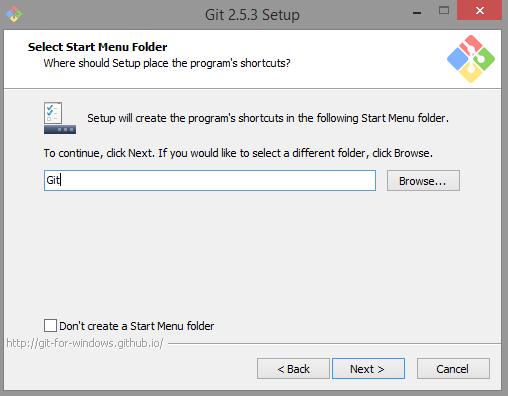 Git 2.5.3 Setup
Select Start Menu Folder
Where should Setup place the program's shortcuts?
Setup will create the program's shortcuts in the following Start Menu folder.
To continue, click Next. If you would like to select a different folder, click Browse.
Git
Browse...
Don't create a Start Menu folder
http://git-for-windows.github.io/
< Back
Next >
Cancel